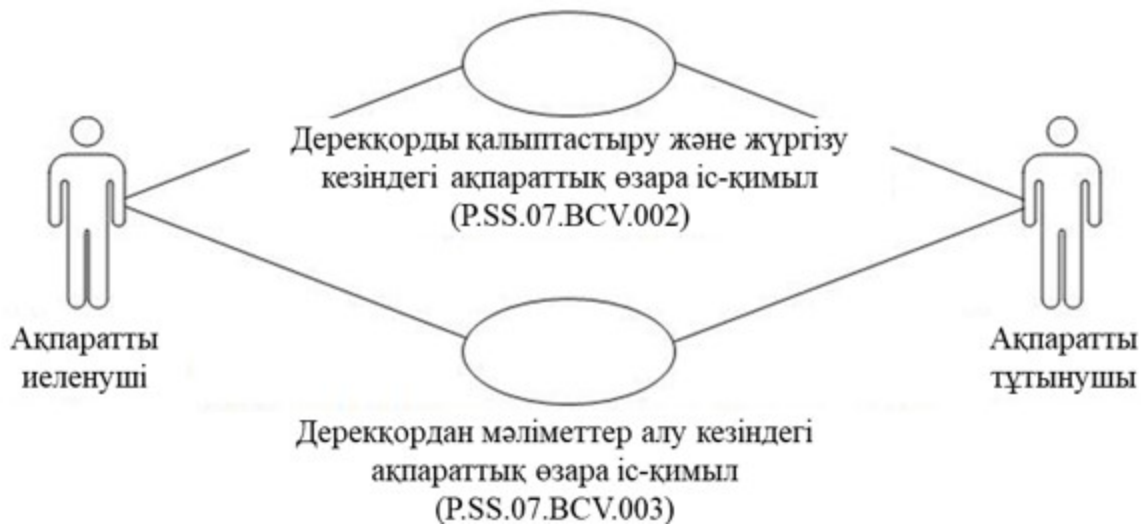 Дерекқорды қалыптастыру және жүргізу
кезіндегі ақпараттық өзара іс-қимыл
(P.SS.07.BCV.002)
Ақпаратты
иеленуші
Ақпаратты
тұтынушы
Дерекқордан мәліметтер алу кезіндегі
ақпараттық өзара іс-қимыл
(P.SS.07.BCV.003)